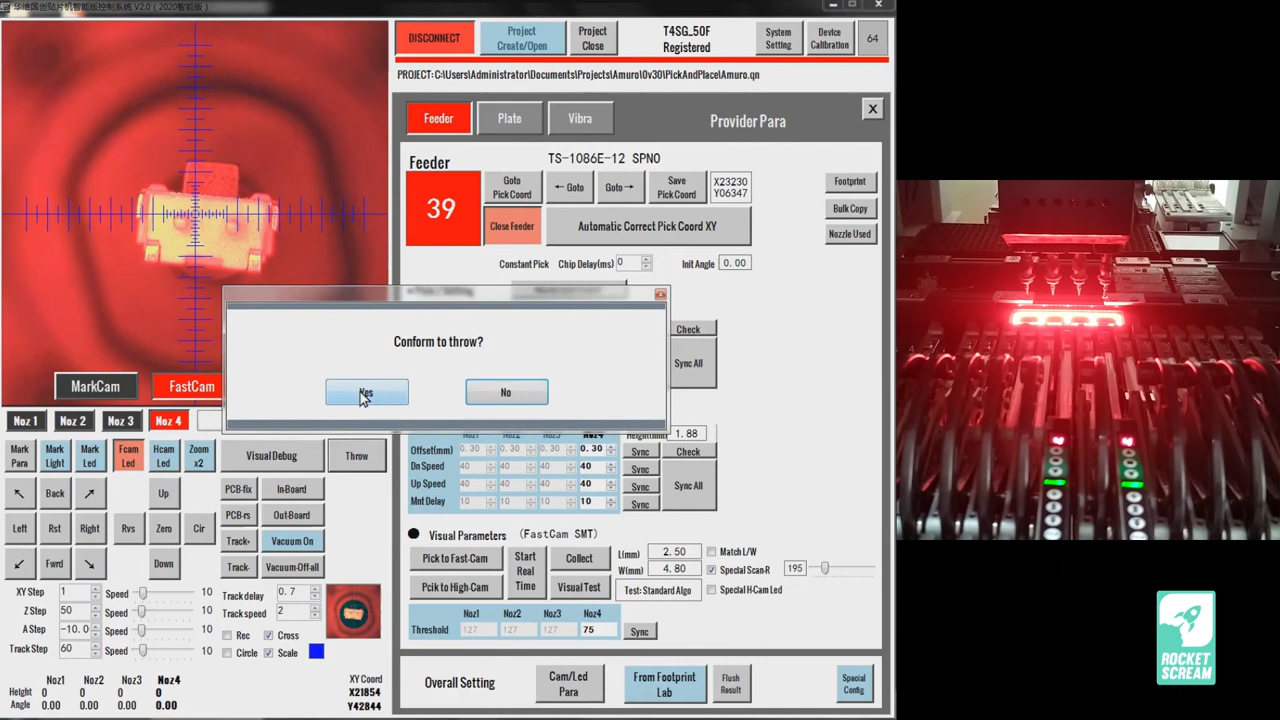 华维国创贴片机智能版控制系统 V2.0（2020智能版）
DISCONNECT
Project
Create/Open
Project
Close
T4SG_50F
Registered
System
Setting
Device
Calibration
64
PROJECT: C:\Users\Administrator\Documents\Projects\Amuro\0v30\PickAndPlace\Amuro.qn
Feeder
Plate
Vibra
Provider Para
X
Feeder
TS-1086E-12 SPNO
39
Goto
Pick Coord
← Goto
Goto →
Save
Pick Coord
X23230
Y06347
Footprint
Bulk Copy
Nozzle Used
Close Feeder
Automatic Correct Pick Coord XY
Constant Pick
Chip Delay(ms)
0
Init Angle
0.00
Conform to throw?
Yes
No
Check
Sync All
MarkCam
FastCam
Noz 1
Noz 2
Noz 3
Noz 4
Mark
Para
Mark
Light
Mark
Led
Fcam
Led
Hcam
Led
Zoom
x2
Visual Debug
Throw
Back
Up
Left
Rst
Right
Rvs
Zero
Cir
Fwrd
Down
PCB-fix
In-Board
PCB-rs
Out-Board
Track+
Vacuum On
Track-
Vacuum-Off-all
XY Step
1
Speed
10
Z Step
50
Speed
10
A Step
-10.0
Speed
10
Track Step
60
Speed
10
Track delay
0.7
Track speed
2
Rec
Cross
Circle
Scale
Noz1
Noz2
Noz3
Noz4
Height
0
0
0
0
Angle
0.00
0.00
0.00
0.00
XY Coord
X21854
Y42844
Noz1
Noz2
Noz3
Noz4
Height(mm)
1.88
Offset(mm)
0.30
0.30
0.30
0.30
Sync
Check
Dn Speed
40
40
40
40
Sync
Up Speed
40
40
40
40
Sync
Sync All
Mnt Delay
10
10
10
10
Sync
Visual Parameters
(FastCam SMT)
Pick to Fast-Cam
Start
Real
Time
Collect
L(mm)
2.50
Match L/W
W(mm)
4.80
Special Scan-R
195
Pcik to High-Cam
Visual Test
Test: Standard Algo
Special H-Cam Led
Noz1
Noz2
Noz3
Noz4
Threshold
127
127
127
75
Sync
Overall Setting
Cam/Led
Para
From Footprint
Lab
Flush
Result
Special
Config
ROCKET
SCREAM